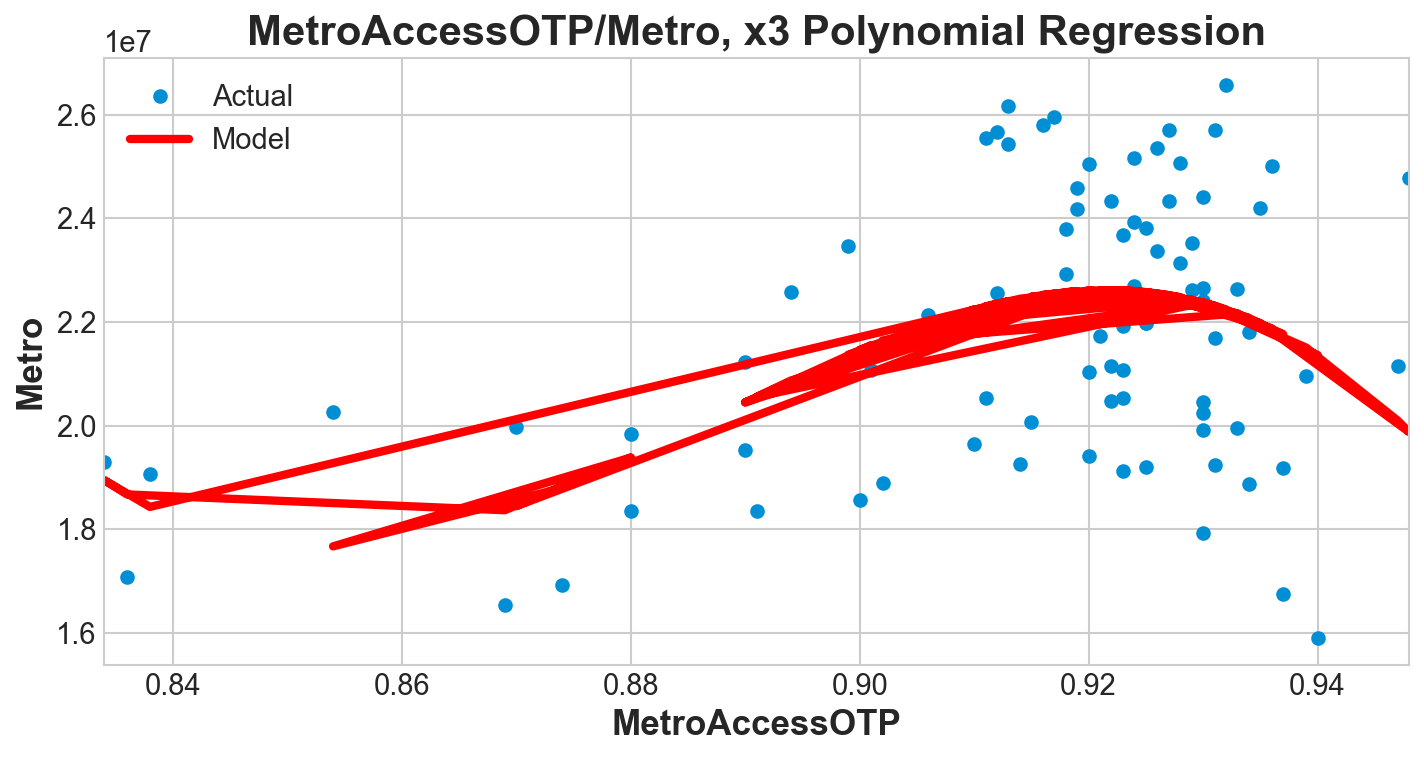 MetroAccessOTP/Metro, x3 Polynomial Regression
1e7
Actual
Model
2.6
2.4
2.2
2.0
1.8
1.6
Metro
0.84 0.86 0.88 0.90 0.92 0.94
MetroAccessOTP